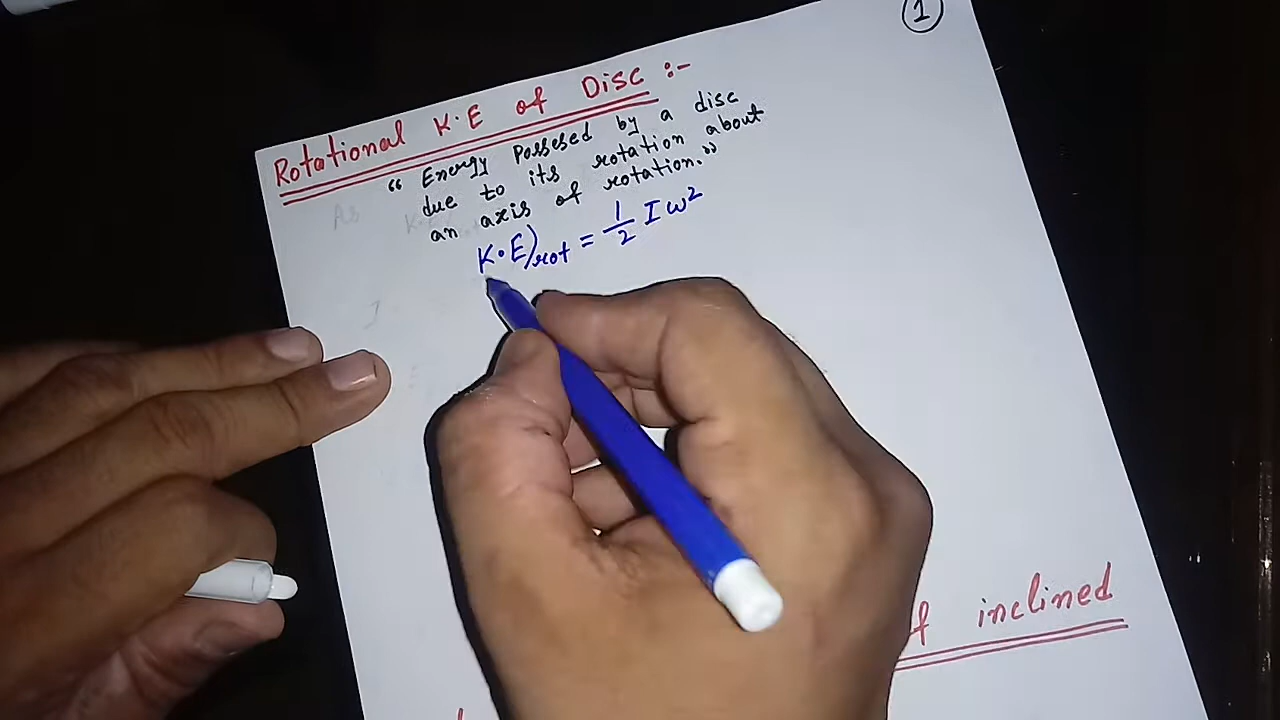 1
Rotational K.E of Disc :-
“ Energy possesed by a disc
due to its rotation about
an axis of rotation.”
K.E)rot = 1/2 I ω²
inclined